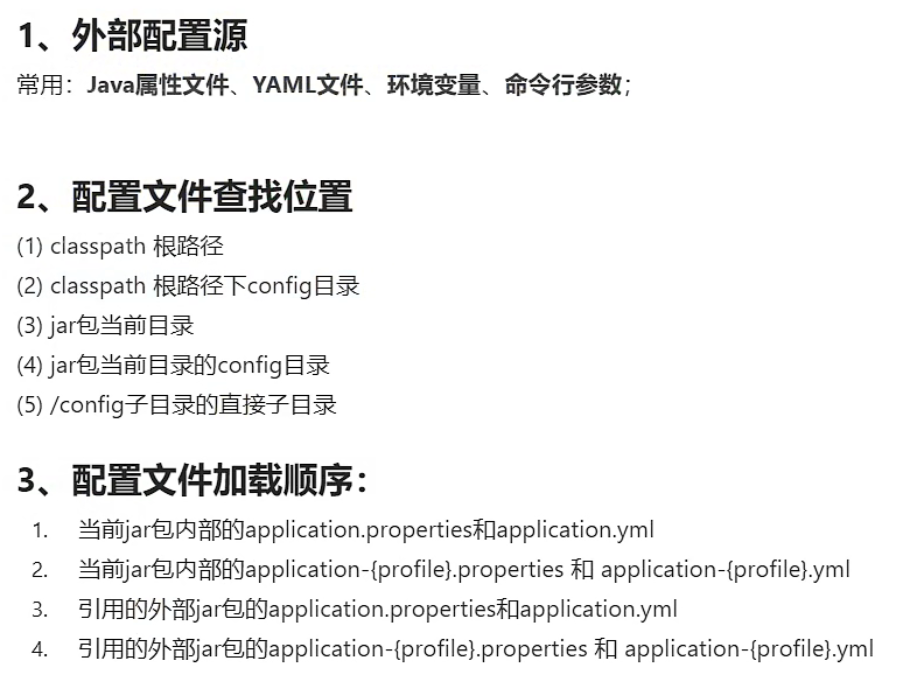 1、外部配置源
常用：Java属性文件、YAML文件、环境变量、命令行参数；
2、配置文件查找位置
(1) classpath 根路径
(2) classpath 根路径下config目录
(3) jar包当前目录
(4) jar包当前目录的config目录
(5) /config子目录的直接子目录
3、配置文件加载顺序：
1. 当前jar包内部的application.properties和application.yml
2. 当前jar包内部的application-{profile}.properties 和 application-{profile}.yml
3. 引用的外部jar包的application.properties和application.yml
4. 引用的外部jar包的application-{profile}.properties 和 application-{profile}.yml